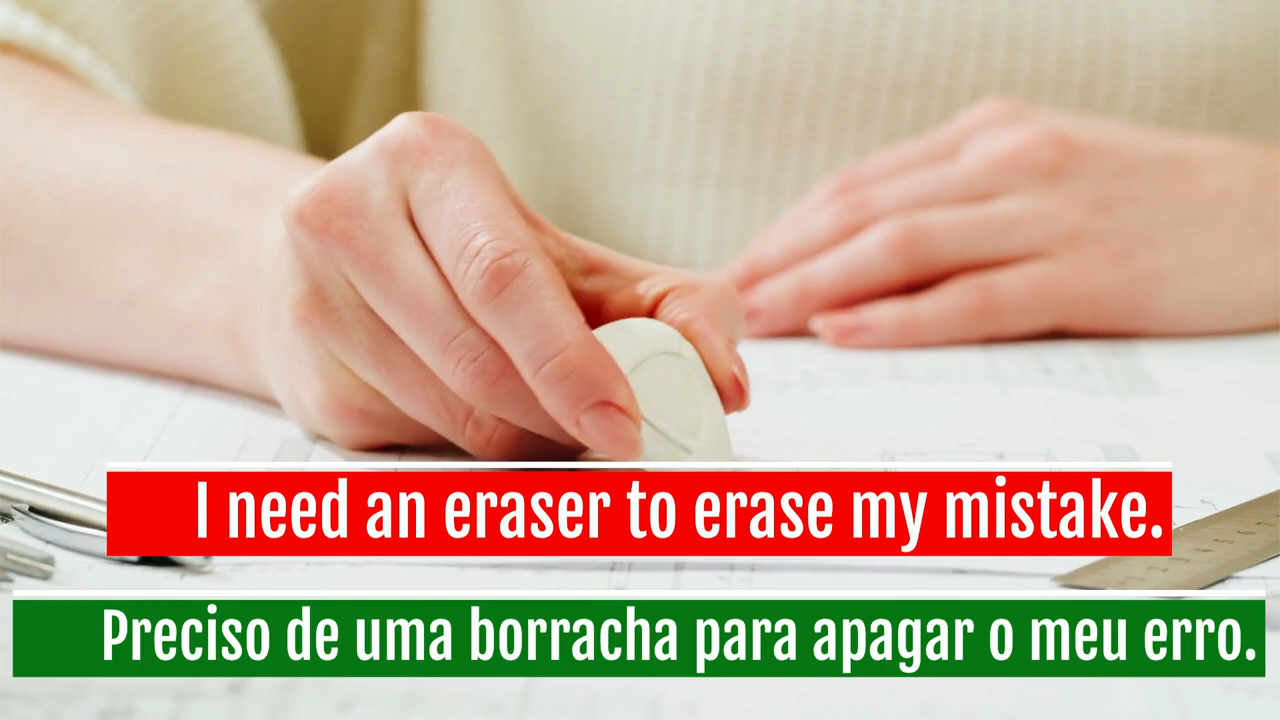 I need an eraser to erase my mistake.
Preciso de uma borracha para apagar o meu erro.